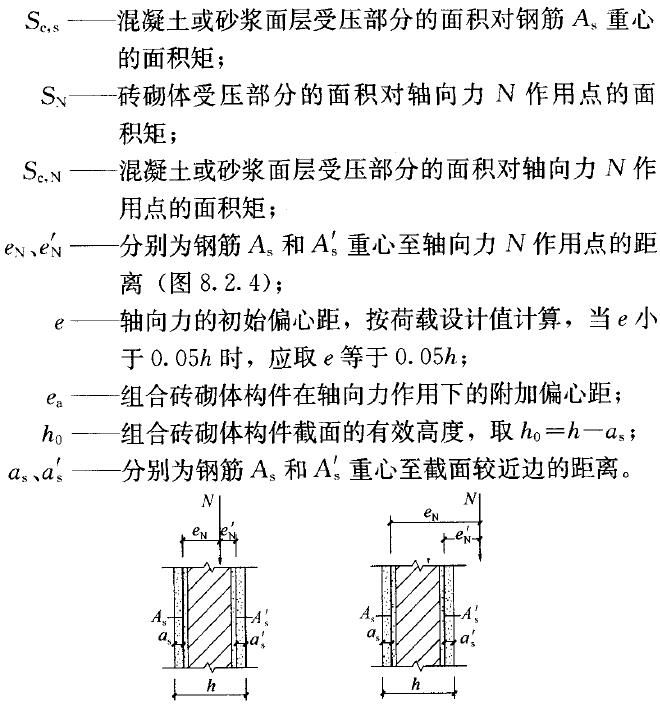 S_c,s ——混凝土或砂浆面层受压部分的面积对钢筋 A_s 重心
的面积矩；
S_N——砖砌体受压部分的面积对轴向力 N 作用点的面
积矩；
S_c,N ——混凝土或砂浆面层受压部分的面积对轴向力 N 作
用点的面积矩；
e_N、e′_N ——分别为钢筋 A_s 和 A′_s 重心至轴向力 N 作用点的距
离（图 8.2.4）；
e ——轴向力的初始偏心距，按荷载设计值计算，当 e 小
于 0.05h 时，应取 e 等于 0.05h；
e_a ——组合砖砌体构件在轴向力作用下的附加偏心距；
h_0 ——组合砖砌体构件截面的有效高度，取 h_0=h−a_s；
a_s、a′_s ——分别为钢筋 A_s 和 A′_s 重心至截面较近边的距离。
N
e_N e′_N
A_s A′_s
a_s a′_s
h
N
e_N
e′_N
A_s A′_s
a_s a′_s
h